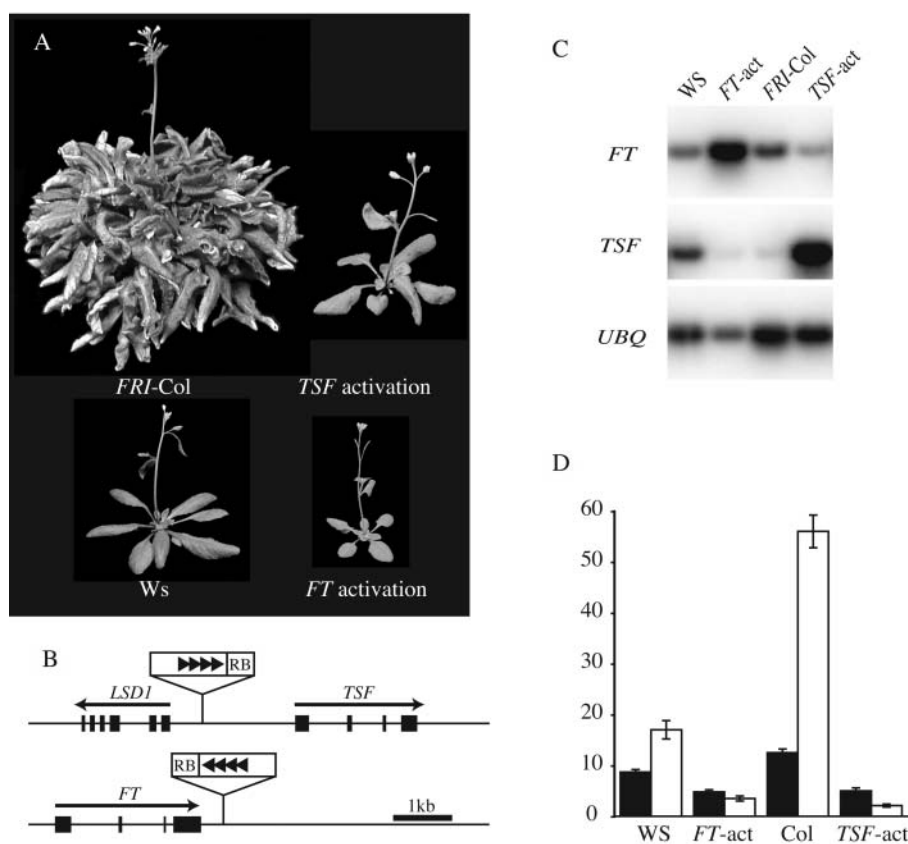 A
FRI-Col
TSF activation
Ws
FT activation
B
RB
LSD1
TSF
RB
FT
1kb
C
WS
FT-act
FRI-Col
TSF-act
FT
TSF
UBQ
D
60
50
40
30
20
10
0
WS
FT-act
Col
TSF-act